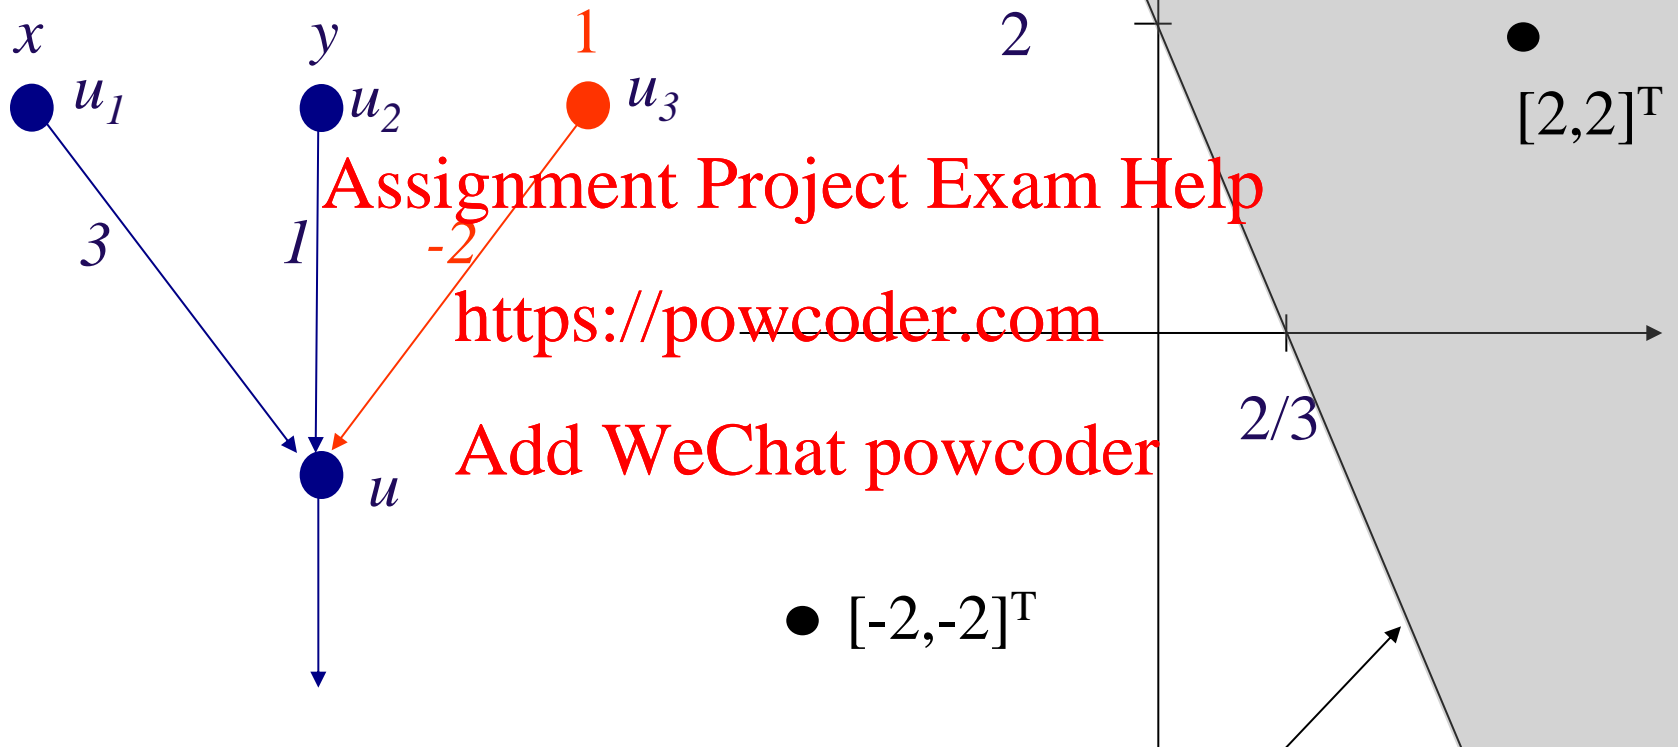 x y 1
u1 u2 u3
3 1 -2
u
Assignment Project Exam Help
https://powcoder.com
Add WeChat powcoder
2
[2,2]T
2/3
[-2,-2]T